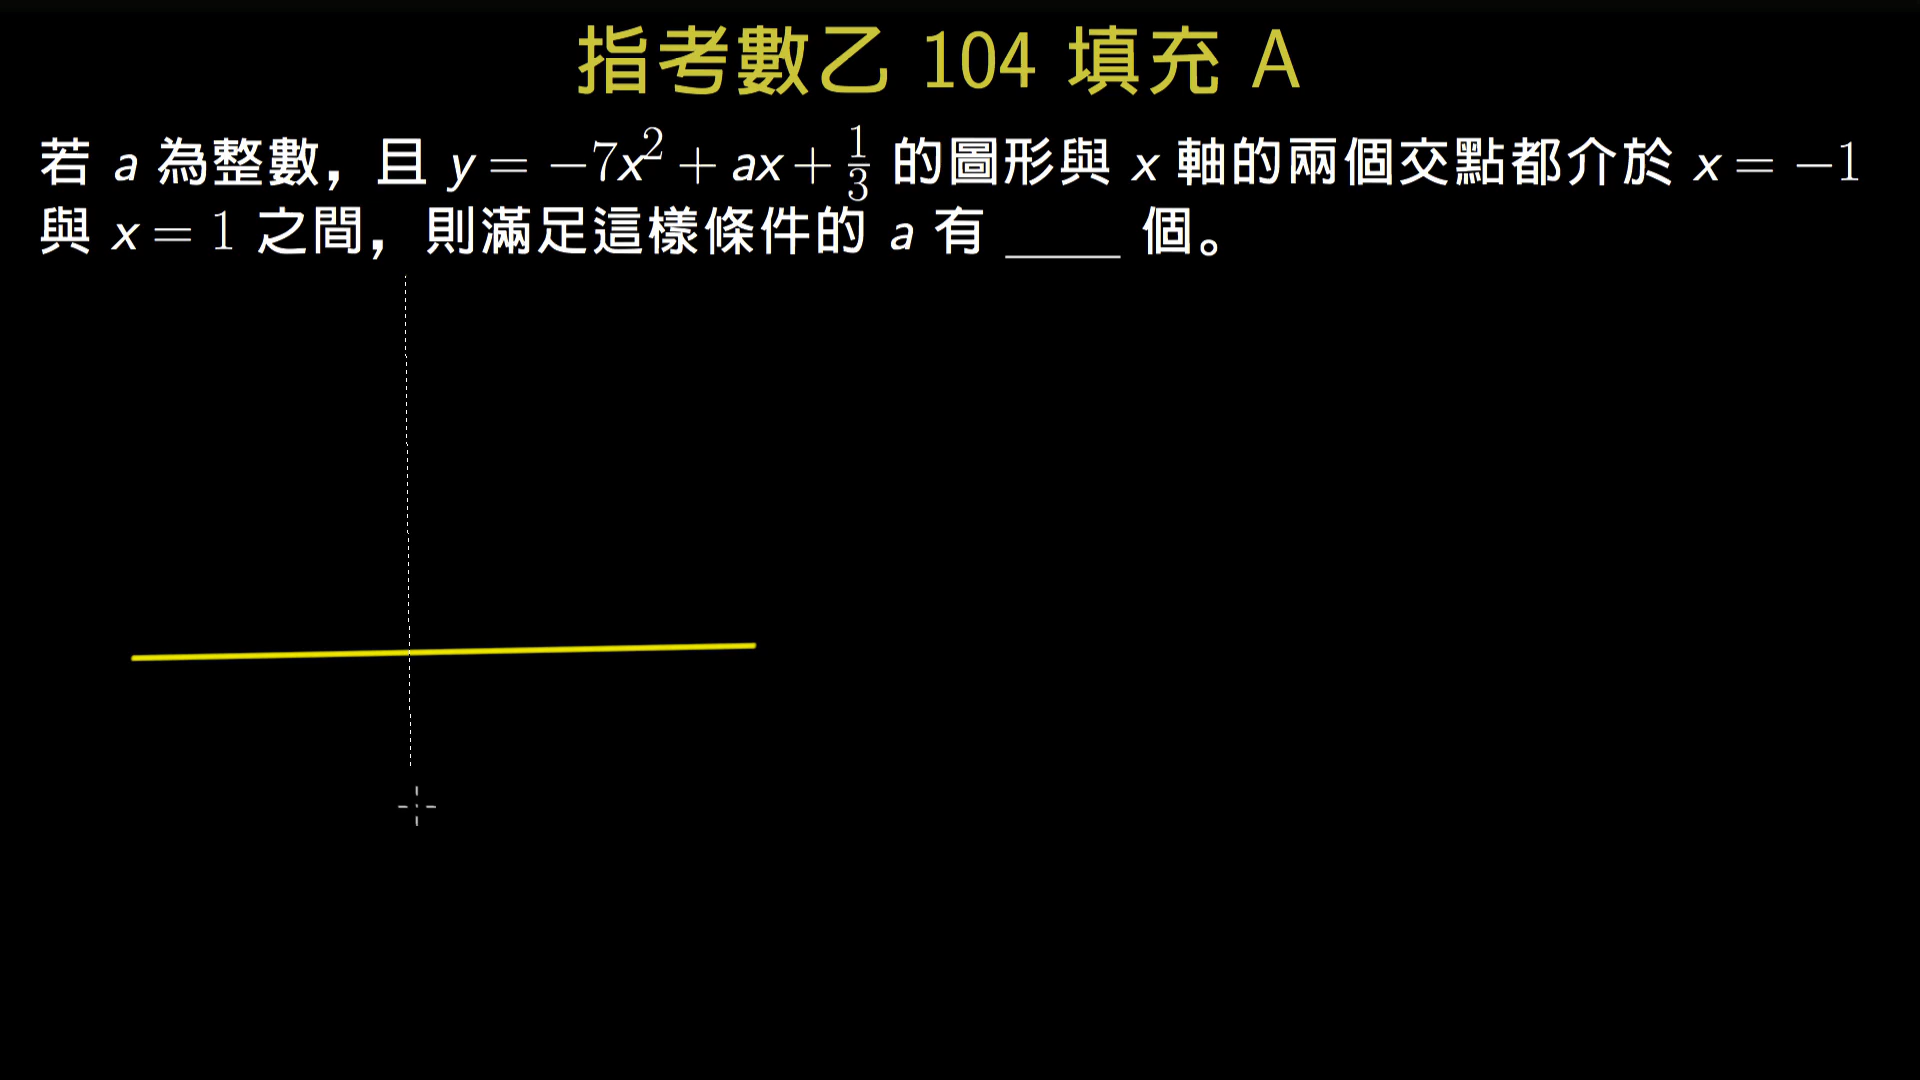 指考數乙 104 填充 A
若 a 為整數，且 y = −7x² + ax + 1/3 的圖形與 x 軸的兩個交點都介於 x = −1
與 x = 1 之間，則滿足這樣條件的 a 有 _____ 個。